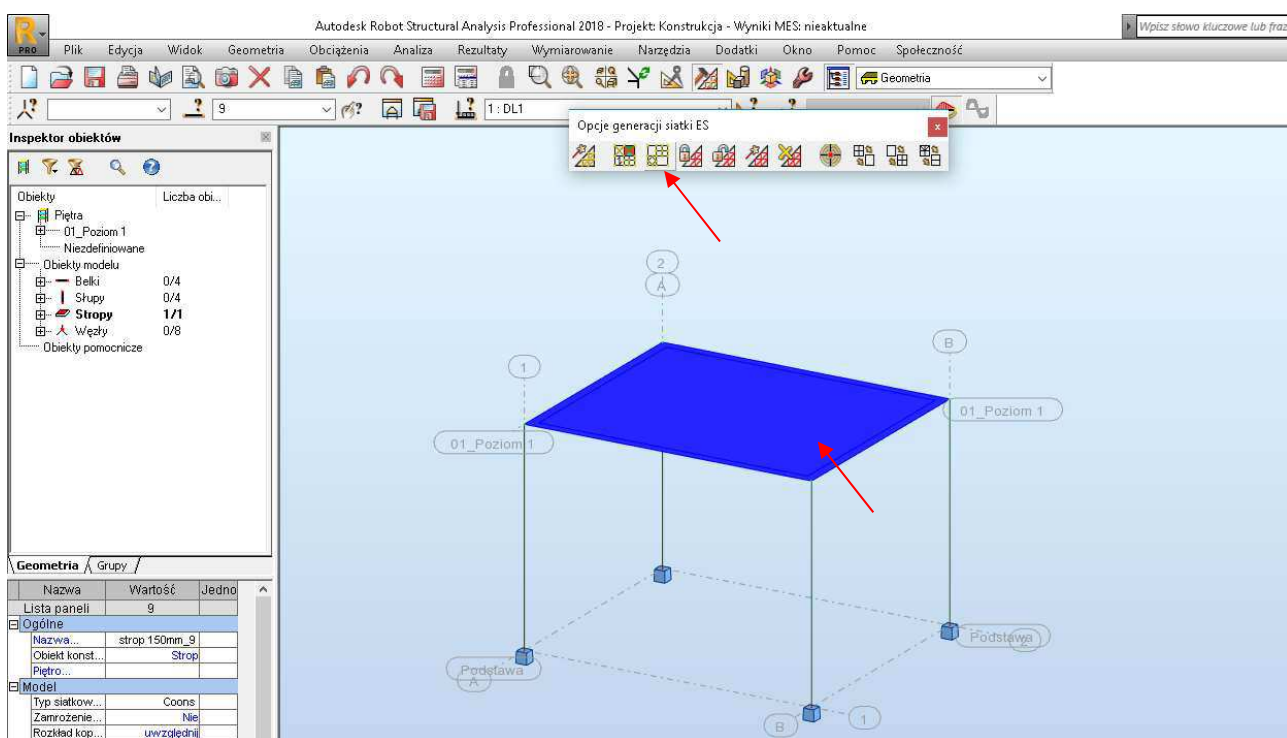 Autodesk Robot Structural Analysis Professional 2018 - Projekt: Konstrukcja - Wyniki MES: nieaktualne
Wpisz słowo kluczowe lub fraz
PRO Plik Edycja Widok Geometria Obciążenia Analiza Rezultaty Wymiarowanie Narzędzia Dodatki Okno Pomoc Społeczność
Geometria
9
1 : DL1
Opcje generacji siatki ES
x
Inspektor obiektów
Obiekty Liczba obi...
Piętra
01_Poziom 1
Niezdefiniowane
Obiekty modelu
Belki 0/4
Słupy 0/4
Stropy 1/1
Węzły 0/8
Obiekty pomocnicze
2
A
B
1
01_Poziom 1
01_Poziom 1
Podstawa
2
Podstawa
A
B
1
Geometria Grupy
Nazwa Wartość Jedno
Lista paneli 9
Ogólne
Nazwa... strop 150mm_9
Obiekt konst... Strop
Piętro...
Model
Typ siatkow... Coons
Zamrożenie... Nie
Rozkład kop... uwzględnij